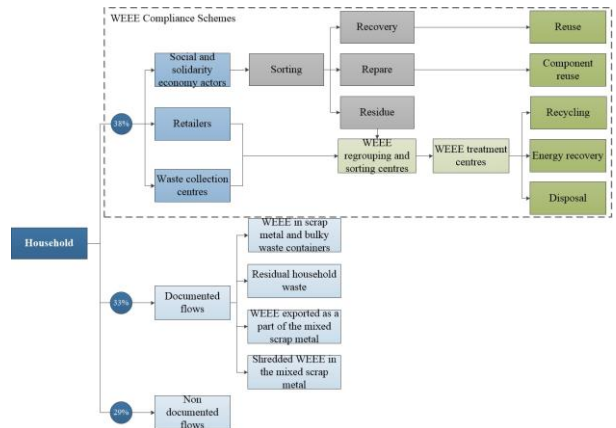 WEEE Compliance Schemes
Social and
solidarity
economy actors
Sorting
Recovery
Reuse
Repare
Component
reuse
38%
Retailers
Residue
Recycling
WEEE
regrouping and
sorting centres
WEEE treatment
centres
Energy recovery
Waste collection
centres
Disposal
Household
WEEE in scrap
metal and bulky
waste containers
Residual household
waste
33%
Documented
flows
WEEE exported as a
part of the mixed
scrap metal
Shredded WEEE in
the mixed scrap
metal
29%
Non
documented
flows